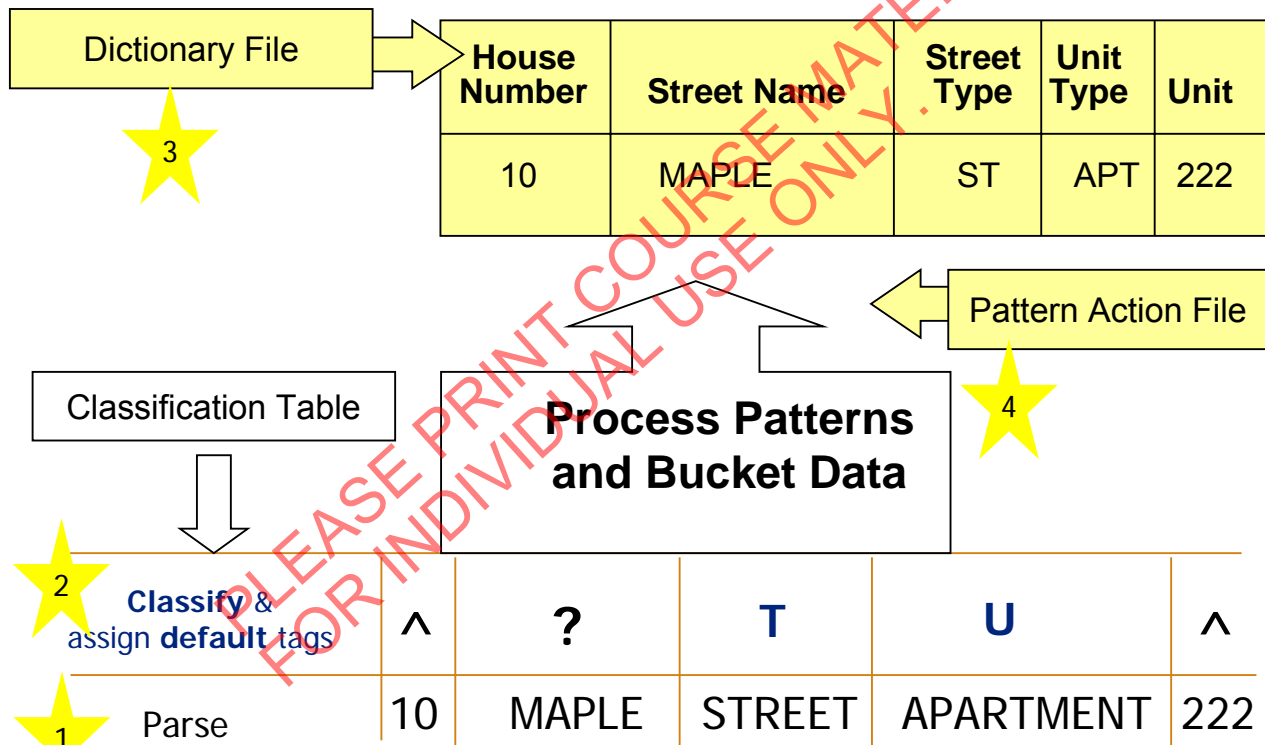 Dictionary File
3
House Number
Street Name
Street Type
Unit Type
Unit
10
MAPLE
ST
APT
222
Pattern Action File
4
Classification Table
Process Patterns
and Bucket Data
2
Classify &
assign default tags
^
?
T
U
^
1
Parse
10
MAPLE
STREET
APARTMENT
222
PLEASE PRINT COURSE
FOR INDIVIDUAL USE ONLY.